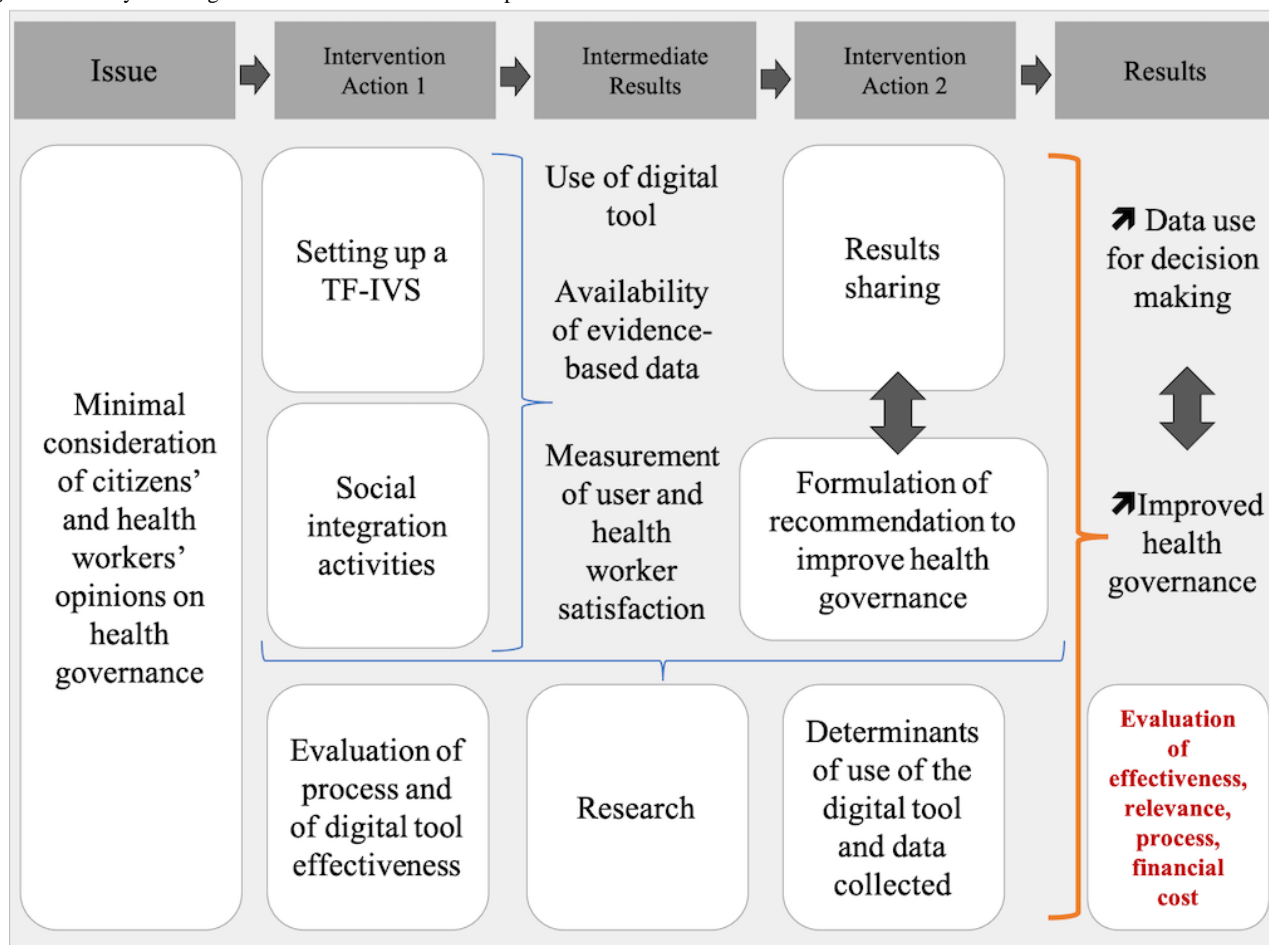 Issue
Intervention
Action 1
Intermediate
Results
Intervention
Action 2
Results
Minimal
consideration
of citizens’
and health
workers’
opinions on
health
governance
Setting up a
TF-IVS
Social
integration
activities
Use of digital
tool
Availability
of evidence-
based data
Measurement
of user and
health
worker
satisfaction
Results
sharing
Formulation of
recommendation to
improve health
governance
Data use
for decision
making
Improved
health
governance
Evaluation of
process and
of digital tool
effectiveness
Research
Determinants
of use of the
digital tool
and data
collected
Evaluation
of
effectiveness,
relevance,
process,
financial
cost